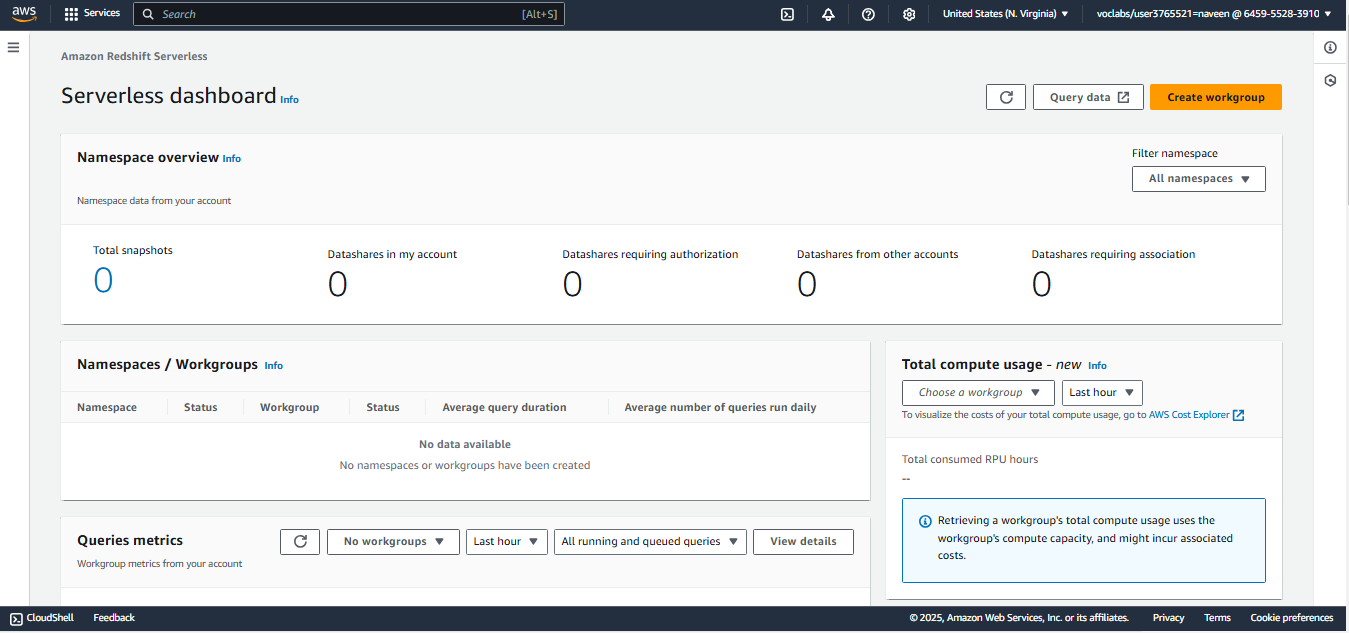 aws Services Search [Alt+S] United States (N. Virginia) voclabs/user3765521=naveen @ 6459-5528-3910
Amazon Redshift Serverless
Serverless dashboard Info Query data Create workgroup
Namespace overview Info
Filter namespace
All namespaces
Namespace data from your account
Total snapshots Datashares in my account Datashares requiring authorization Datashares from other accounts Datashares requiring association
0 0 0 0 0
Namespaces / Workgroups Info
Namespace Status Workgroup Status Average query duration Average number of queries run daily
No data available
No namespaces or workgroups have been created
Total compute usage - new Info
Choose a workgroup Last hour
To visualize the costs of your total compute usage, go to AWS Cost Explorer
Total consumed RPU hours
--
Retrieving a workgroup's total compute usage uses the
workgroup's compute capacity, and might incur associated
costs.
Queries metrics No workgroups Last hour All running and queued queries View details
Workgroup metrics from your account
CloudShell Feedback © 2025, Amazon Web Services, Inc. or its affiliates. Privacy Terms Cookie preferences